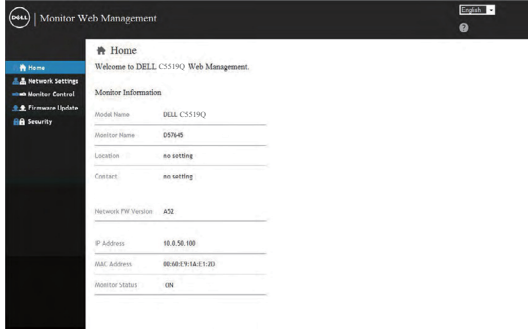 DELL | Monitor Web Management
English
?
Home
Network Settings
Monitor Control
Firmware Update
Security
Home
Welcome to DELL C5519Q Web Management.
Monitor Information
Model Name DELL C5519Q
Monitor Name D57645
Location no setting
Contact no setting
Network FW Version A52
IP Address 10.0.50.100
MAC Address 00:60:E9:1A:E1:2D
Monitor Status ON